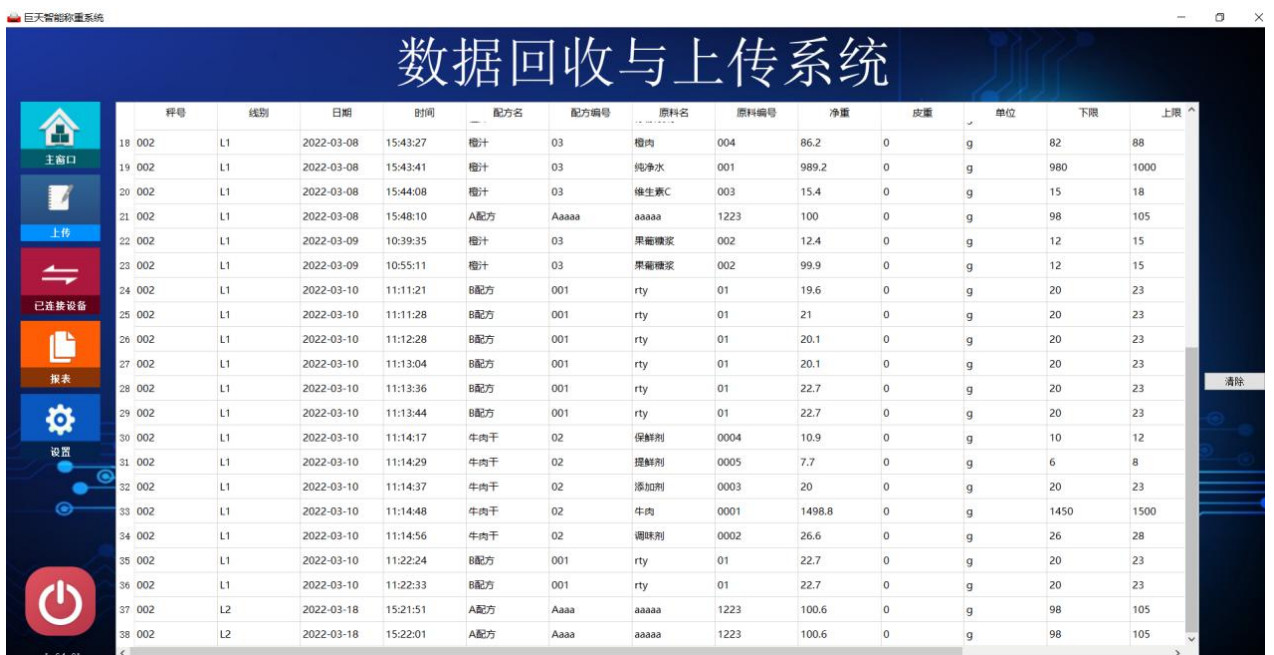 巨天智能称重系统
数据回收与上传系统
主窗口
上传
已连接设备
报表
设置
秤号 线别 日期 时间 配方名 配方编号 原料名 原料编号 净重 皮重 单位 下限 上限
18 002 L1 2022-03-08 15:43:27 橙汁 03 橙肉 004 86.2 0 g 82 88
19 002 L1 2022-03-08 15:43:41 橙汁 03 纯净水 001 989.2 0 g 980 1000
20 002 L1 2022-03-08 15:44:08 橙汁 03 维生素C 003 15.4 0 g 15 18
21 002 L1 2022-03-08 15:48:10 A配方 Aaaaa aaaaa 1223 100 0 g 98 105
22 002 L1 2022-03-09 10:39:35 橙汁 03 果葡糖浆 002 12.4 0 g 12 15
23 002 L1 2022-03-09 10:55:11 橙汁 03 果葡糖浆 002 99.9 0 g 12 15
24 002 L1 2022-03-10 11:11:21 B配方 001 rty 01 19.6 0 g 20 23
25 002 L1 2022-03-10 11:11:28 B配方 001 rty 01 21 0 g 20 23
26 002 L1 2022-03-10 11:12:28 B配方 001 rty 01 20.1 0 g 20 23
27 002 L1 2022-03-10 11:13:04 B配方 001 rty 01 20.1 0 g 20 23
28 002 L1 2022-03-10 11:13:36 B配方 001 rty 01 22.7 0 g 20 23
29 002 L1 2022-03-10 11:13:44 B配方 001 rty 01 22.7 0 g 20 23
30 002 L1 2022-03-10 11:14:17 牛肉干 02 保鲜剂 0004 10.9 0 g 10 12
31 002 L1 2022-03-10 11:14:29 牛肉干 02 提鲜剂 0005 7.7 0 g 6 8
32 002 L1 2022-03-10 11:14:37 牛肉干 02 添加剂 0003 20 0 g 20 23
33 002 L1 2022-03-10 11:14:48 牛肉干 02 牛肉 0001 1498.8 0 g 1450 1500
34 002 L1 2022-03-10 11:14:56 牛肉干 02 调味剂 0002 26.6 0 g 26 28
35 002 L1 2022-03-10 11:22:24 B配方 001 rty 01 22.7 0 g 20 23
36 002 L1 2022-03-10 11:22:33 B配方 001 rty 01 22.7 0 g 20 23
37 002 L2 2022-03-18 15:21:51 A配方 Aaaa aaaaa 1223 100.6 0 g 98 105
38 002 L2 2022-03-18 15:22:01 A配方 Aaaa aaaaa 1223 100.6 0 g 98 105
清除